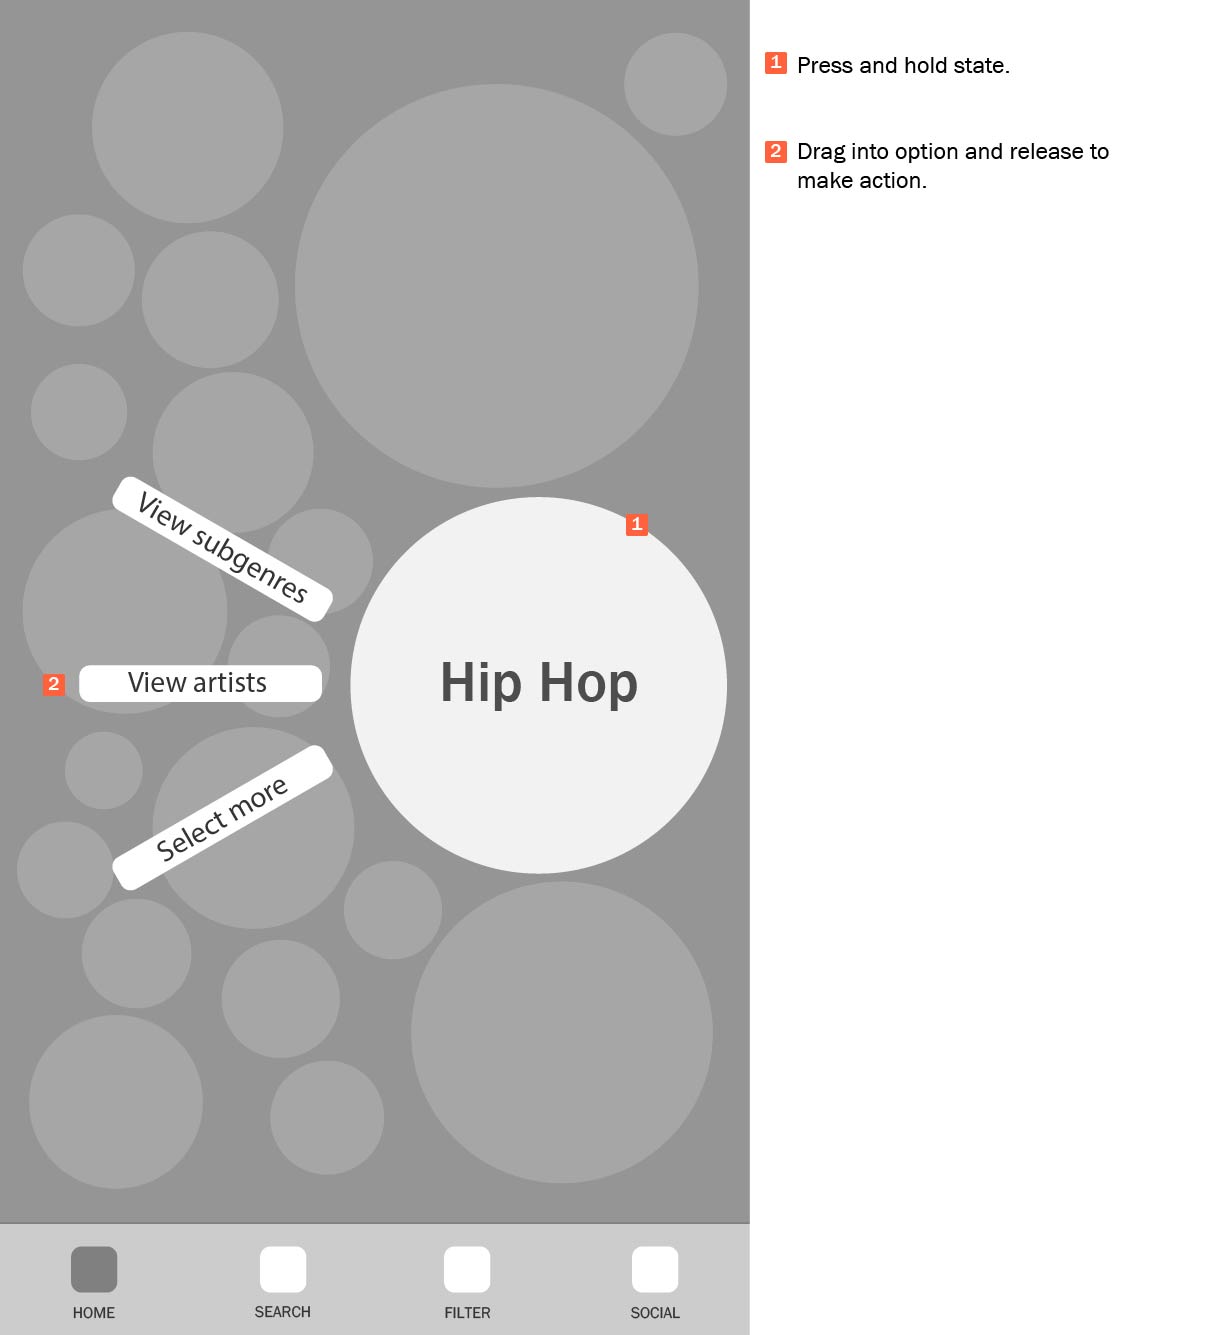 1 Press and hold state.
2 Drag into option and release to
make action.
View subgenres
1
Hip Hop
2 View artists
Select more
HOME
SEARCH
FILTER
SOCIAL